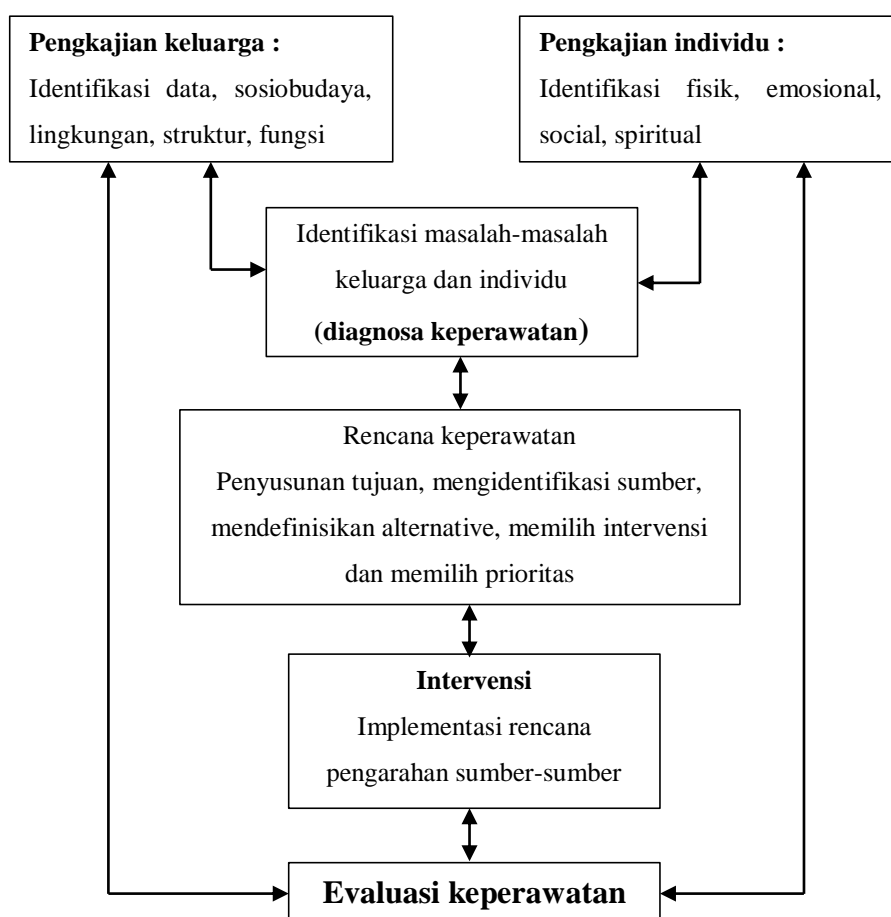 Pengkajian keluarga :
Identifikasi data, sosiobudaya,
lingkungan, struktur, fungsi
Pengkajian individu :
Identifikasi fisik, emosional,
social, spiritual
Identifikasi masalah-masalah
keluarga dan individu
(diagnosa keperawatan)
Rencana keperawatan
Penyusunan tujuan, mengidentifikasi sumber,
mendefinisikan alternative, memilih intervensi
dan memilih prioritas
Intervensi
Implementasi rencana
pengarahan sumber-sumber
Evaluasi keperawatan